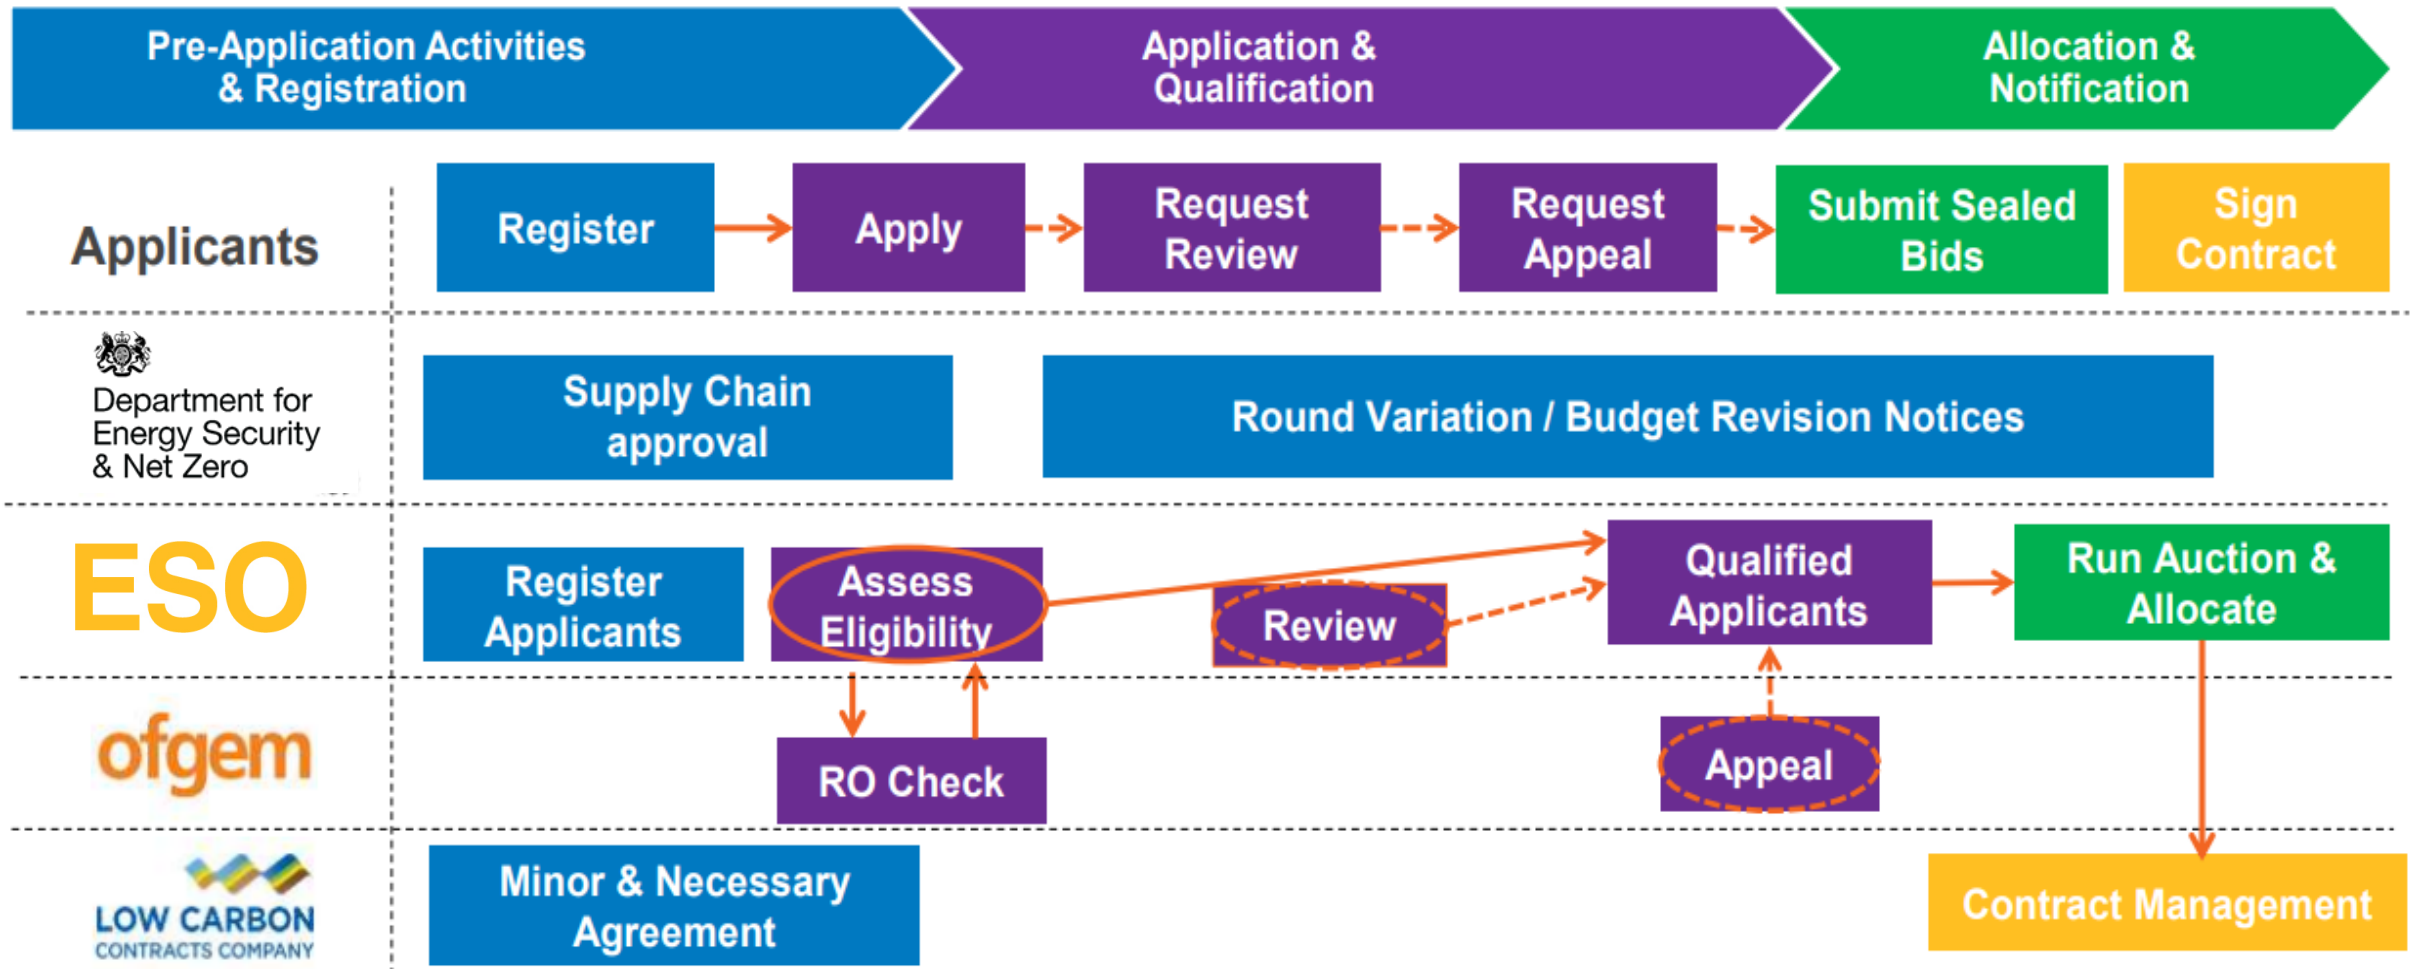 Pre-Application Activities
& Registration
Application &
Qualification
Allocation &
Notification
Applicants
Register
Apply
Request
Review
Request
Appeal
Submit Sealed
Bids
Sign
Contract
Department for
Energy Security
& Net Zero
Supply Chain
approval
Round Variation / Budget Revision Notices
ESO
Register
Applicants
Assess
Eligibility
Review
Qualified
Applicants
Run Auction &
Allocate
ofgem
RO Check
Appeal
LOW CARBON
CONTRACTS COMPANY
Minor & Necessary
Agreement
Contract Management